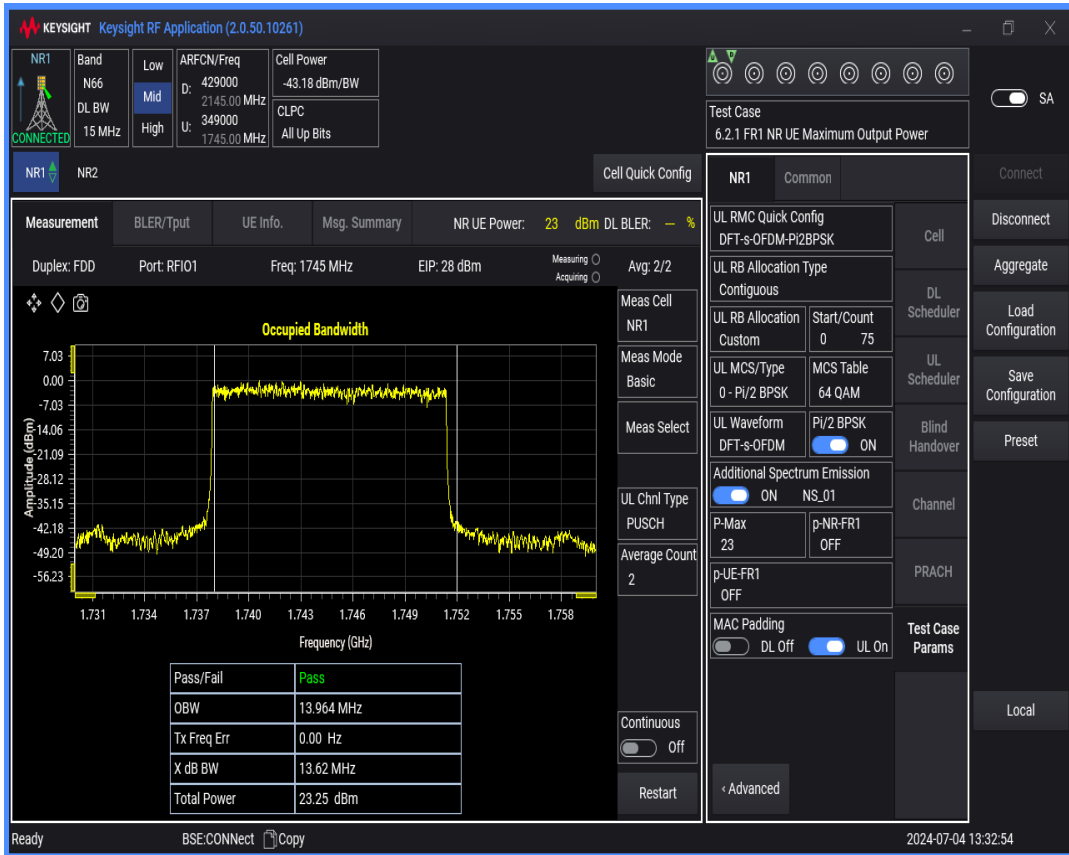 KEYSIGHT Keysight RF Application (2.0.50.10261)
NR1
CONNECTED
Band
N66
DL BW
15 MHz
Low
Mid
High
ARFCN/Freq
D: 429000
2145.00 MHz
U: 349000
1745.00 MHz
Cell Power
-43.18 dBm/BW
CLPC
All Up Bits
Test Case
6.2.1 FR1 NR UE Maximum Output Power
SA
NR1 NR2
Cell Quick Config
Measurement BLER/Tput UE Info. Msg. Summary NR UE Power: 23 dBm DL BLER: --- %
Duplex: FDD Port: RFIO1 Freq: 1745 MHz EIP: 28 dBm Measuring Acquiring Avg: 2/2
Occupied Bandwidth
7.03
0.00
-7.03
-14.06
-21.09
-28.12
-35.15
-42.18
-49.20
-56.23
Amplitude (dBm)
1.731 1.734 1.737 1.740 1.743 1.746 1.749 1.752 1.755 1.758
Frequency (GHz)
Pass/Fail Pass
OBW 13.964 MHz
Tx Freq Err 0.00 Hz
X dB BW 13.62 MHz
Total Power 23.25 dBm
Meas Cell
NR1
Meas Mode
Basic
Meas Select
UL Chnl Type
PUSCH
Average Count
2
Continuous
Off
Restart
NR1 Common
UL RMC Quick Config
DFT-s-OFDM-Pi2BPSK
UL RB Allocation Type
Contiguous
UL RB Allocation
Custom
Start/Count
0 75
UL MCS/Type
0 - Pi/2 BPSK
MCS Table
64 QAM
UL Waveform
DFT-s-OFDM
Pi/2 BPSK
ON
Additional Spectrum Emission
ON NS_01
P-Max
23
p-NR-FR1
OFF
p-UE-FR1
OFF
MAC Padding
DL Off UL On
‹ Advanced
Cell
DL
Scheduler
UL
Scheduler
Blind
Handover
Channel
PRACH
Test Case
Params
Connect
Disconnect
Aggregate
Load
Configuration
Save
Configuration
Preset
Local
Ready BSE:CONNect Copy 2024-07-04 13:32:54